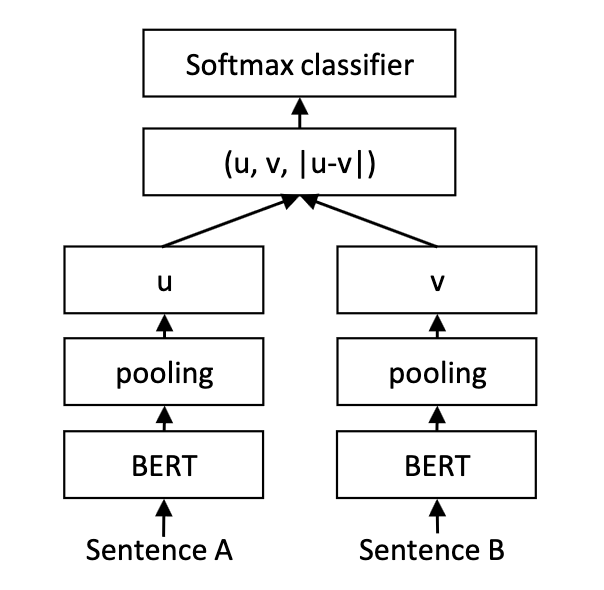 Softmax classifier
(u, v, |u-v|)
u
v
pooling
pooling
BERT
BERT
Sentence A
Sentence B